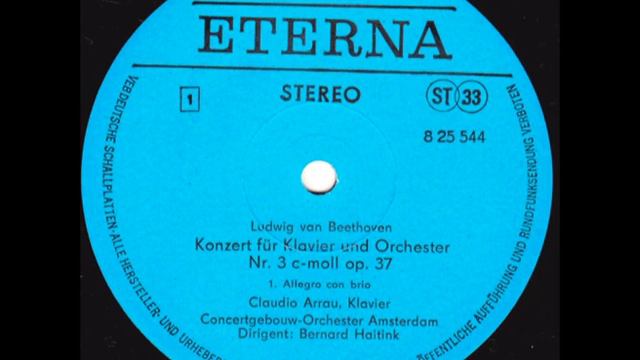 ETERNA
STEREO
ST 33
1
8 25 544
Ludwig van Beethoven
Konzert für Klavier und Orchester
Nr. 3 c-moll op. 37
1. Allegro con brio
Claudio Arrau, Klavier
Concertgebouw-Orchester Amsterdam
Dirigent: Bernard Haitink
VEB DEUTSCHE SCHALLPLATTEN · ALLE HERSTELLER- UND URHEBER
ÖFFENTLICHE AUFFÜHRUNG UND RUNDFUNKSENDUNG VERBOTEN